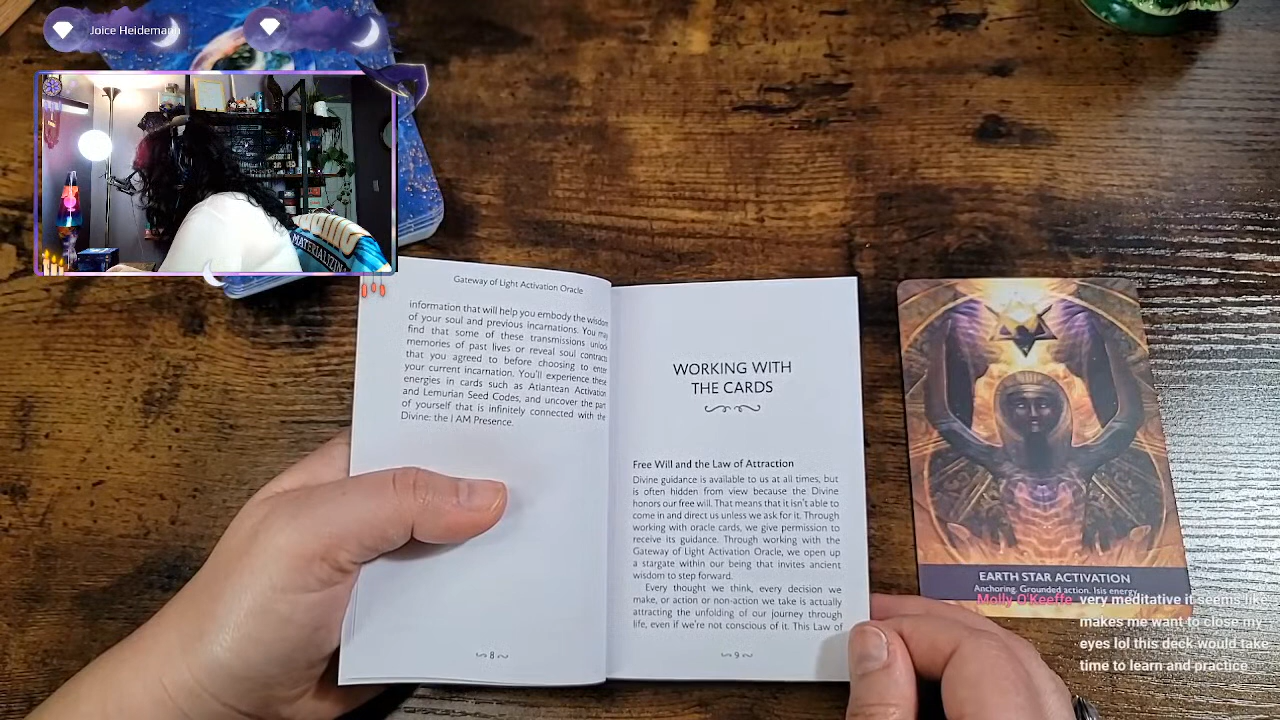 Joice Heidemann
MATERIALIZIN
Gateway of Light Activation Oracle
information that will help you embody the wisdom
of your soul and previous incarnations. You may
find that some of these transmissions unlock
memories of past lives or reveal soul contracts
that you agreed to before choosing to enter
your current incarnation. You'll experience these
energies in cards such as Atlantean Activation
and Lemurian Seed Codes, and uncover the part
of yourself that is infinitely connected with the
Divine: the I AM Presence.
8
WORKING WITH
THE CARDS
Free Will and the Law of Attraction
Divine guidance is available to us at all times, but
is often hidden from view because the Divine
honors our free will. That means that it isn't able to
come in and direct us unless we ask for it. Through
working with oracle cards, we give permission to
receive its guidance. Through working with the
Gateway of Light Activation Oracle, we open up
a stargate within our being that invites ancient
wisdom to step forward.
Every thought we think, every decision we
make, or action or non-action we take is actually
attracting the unfolding of our journey through
life, even if we're not conscious of it. This Law of
9
EARTH STAR ACTIVATION
Anchoring. Grounded action. Isis energy.
Molly O'Keeffe very meditative it seems like
makes me want to close my
eyes lol this deck would take
time to learn and practice